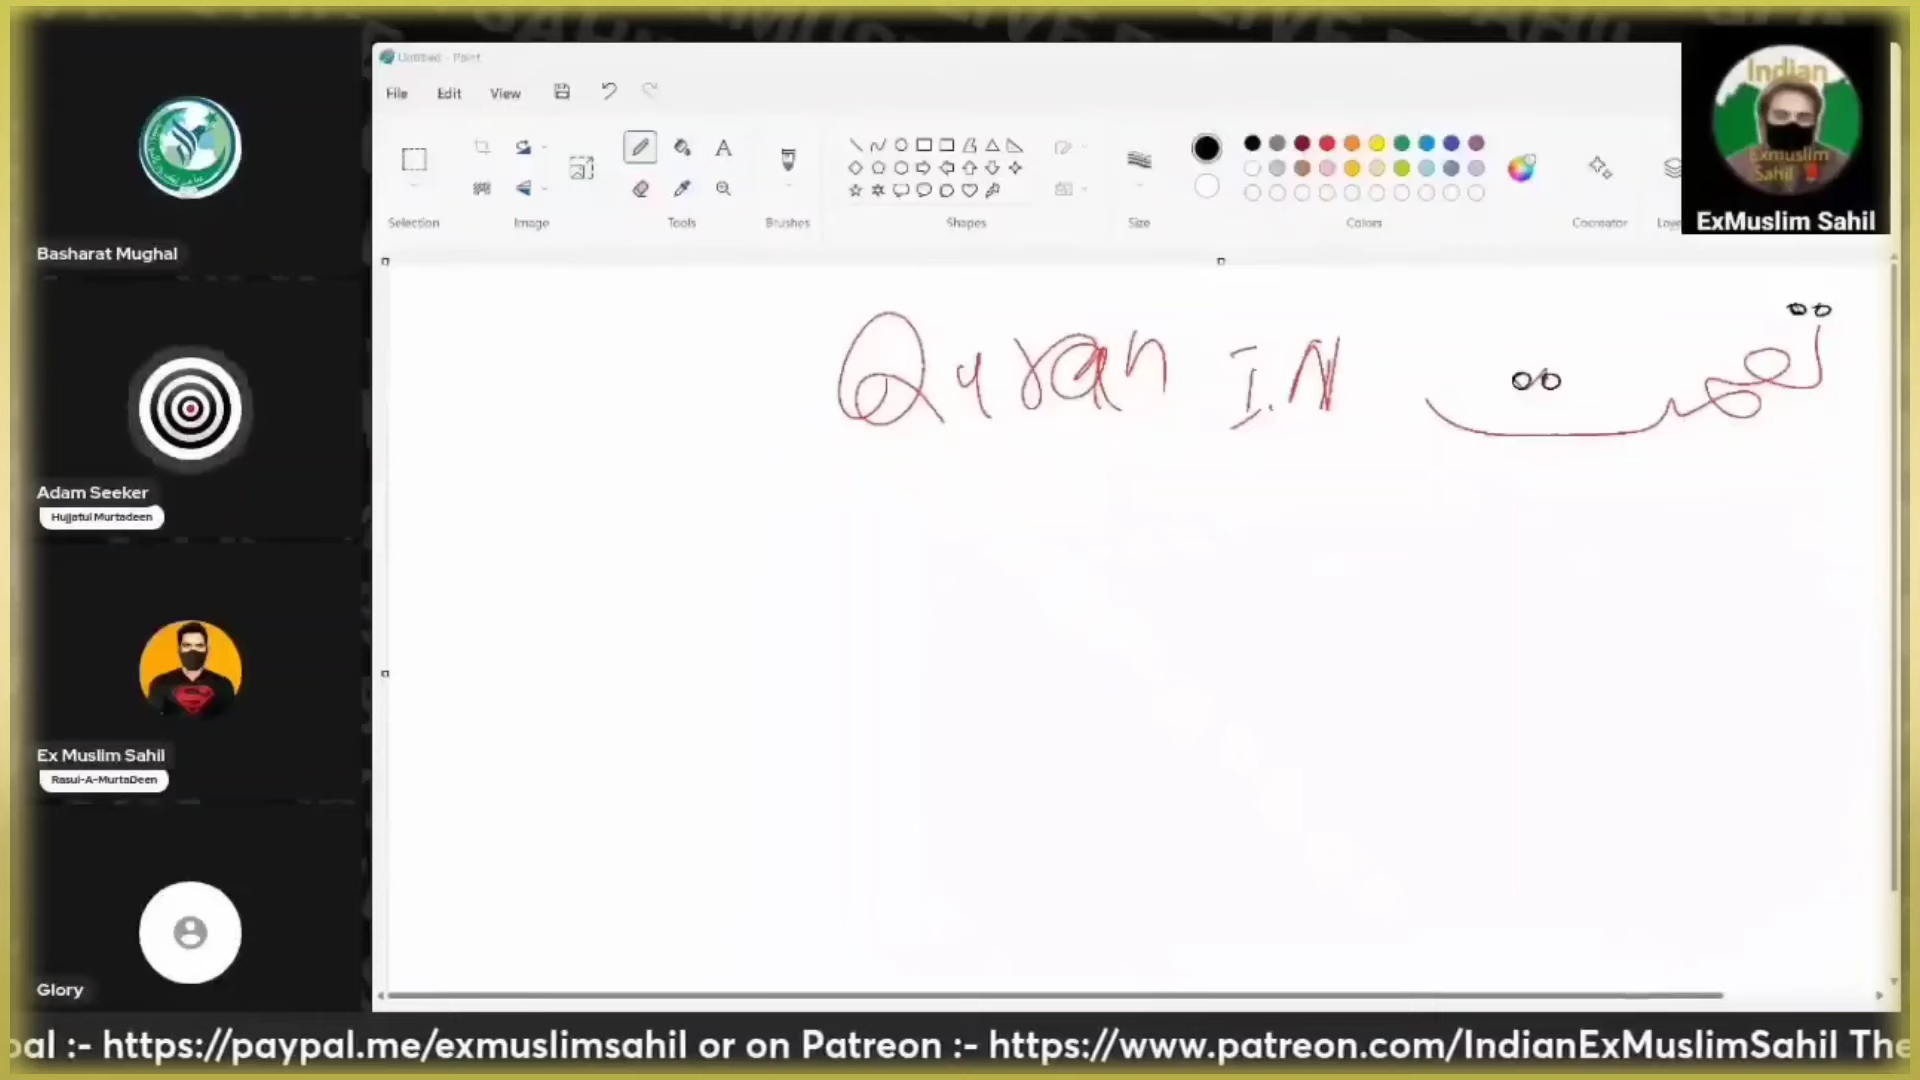 Untitled - Paint
File Edit View
Selection Image Tools Brushes Shapes Size Colors Cocreator
Indian
Exmuslim
Sahil
ExMuslim Sahil
Basharat Mughal
Quran I.N
Adam Seeker
Hujjatul Murtadeen
Ex Muslim Sahil
Rasul-A-MurtaDeen
Glory
pal :- https://paypal.me/exmuslimsahil or on Patreon :- https://www.patreon.com/IndianExMuslimSahil The